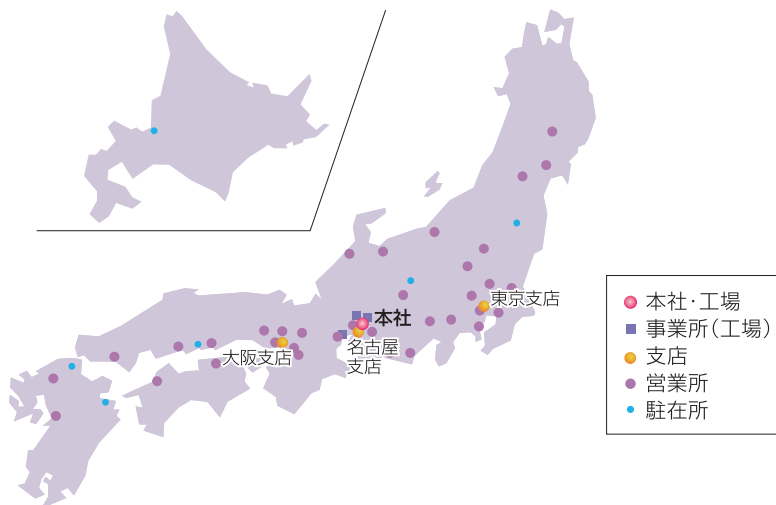 東京支店
本社
名古屋
支店
大阪支店
本社・工場
事業所(工場)
支店
営業所
駐在所